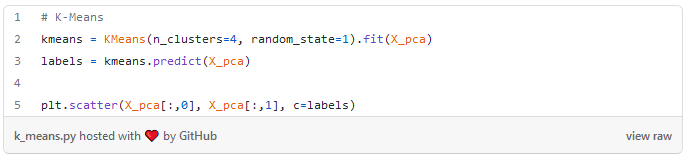 1 # K-Means
2 kmeans = KMeans(n_clusters=4, random_state=1).fit(X_pca)
3 labels = kmeans.predict(X_pca)
4
5 plt.scatter(X_pca[:,0], X_pca[:,1], c=labels)
k_means.py hosted with ❤ by GitHub view raw